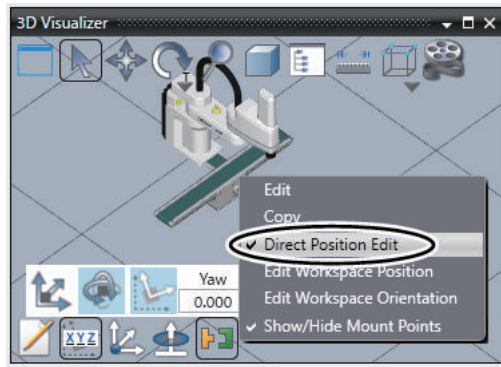 3D Visualizer
Edit
Copy
Direct Position Edit
Edit Workspace Position
Edit Workspace Orientation
Show/Hide Mount Points
Yaw
0.000
XYZ